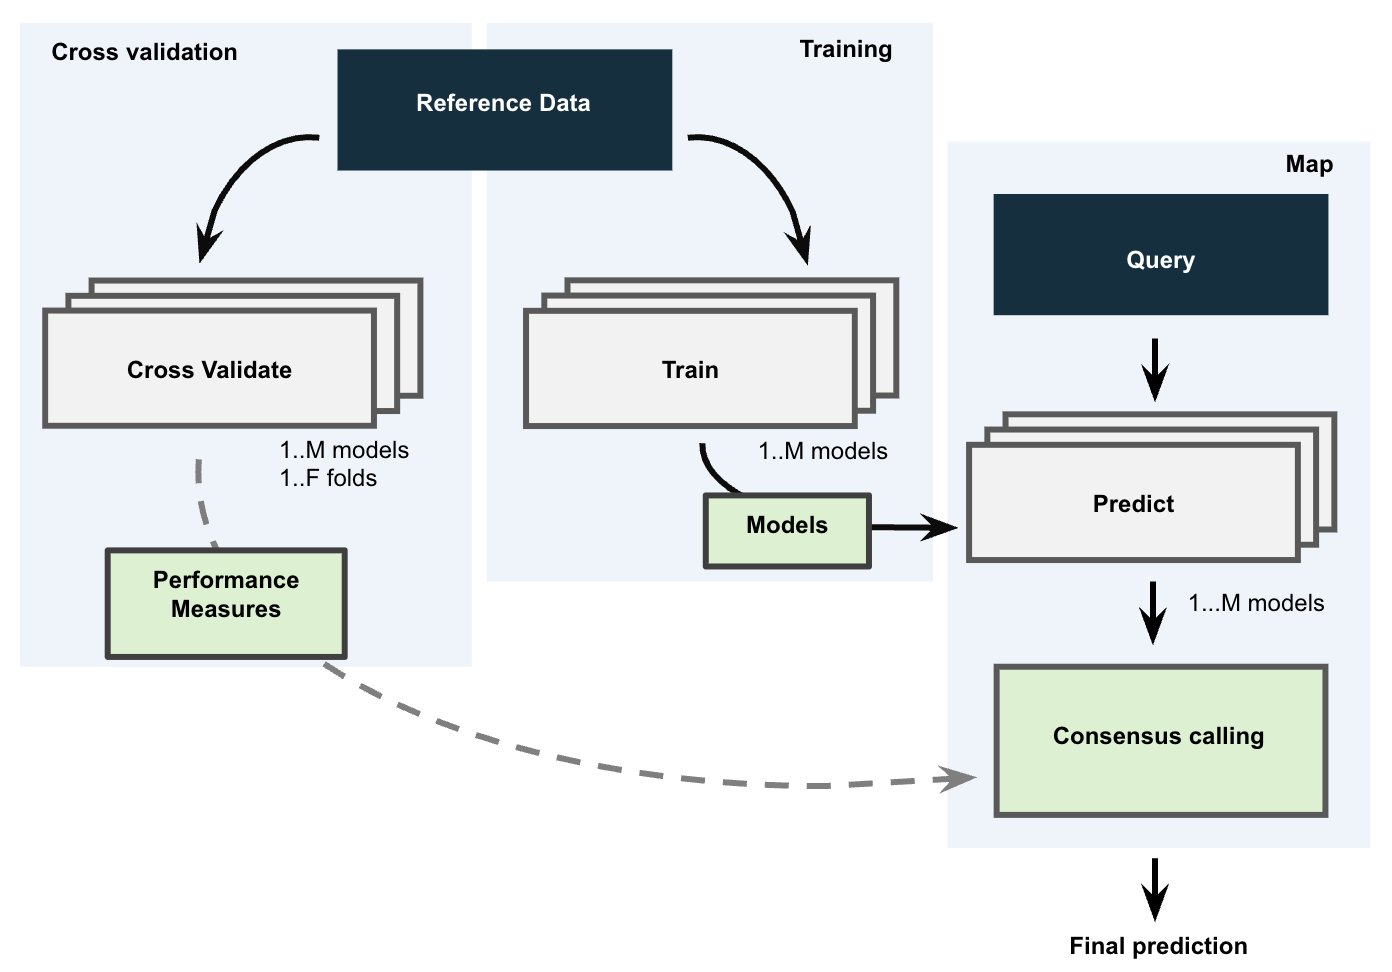 Cross validation
Training
Reference Data
Map
Query
Cross Validate
Train
1..M models
1..F folds
1..M models
Models
Predict
Performance
Measures
1...M models
Consensus calling
Final prediction